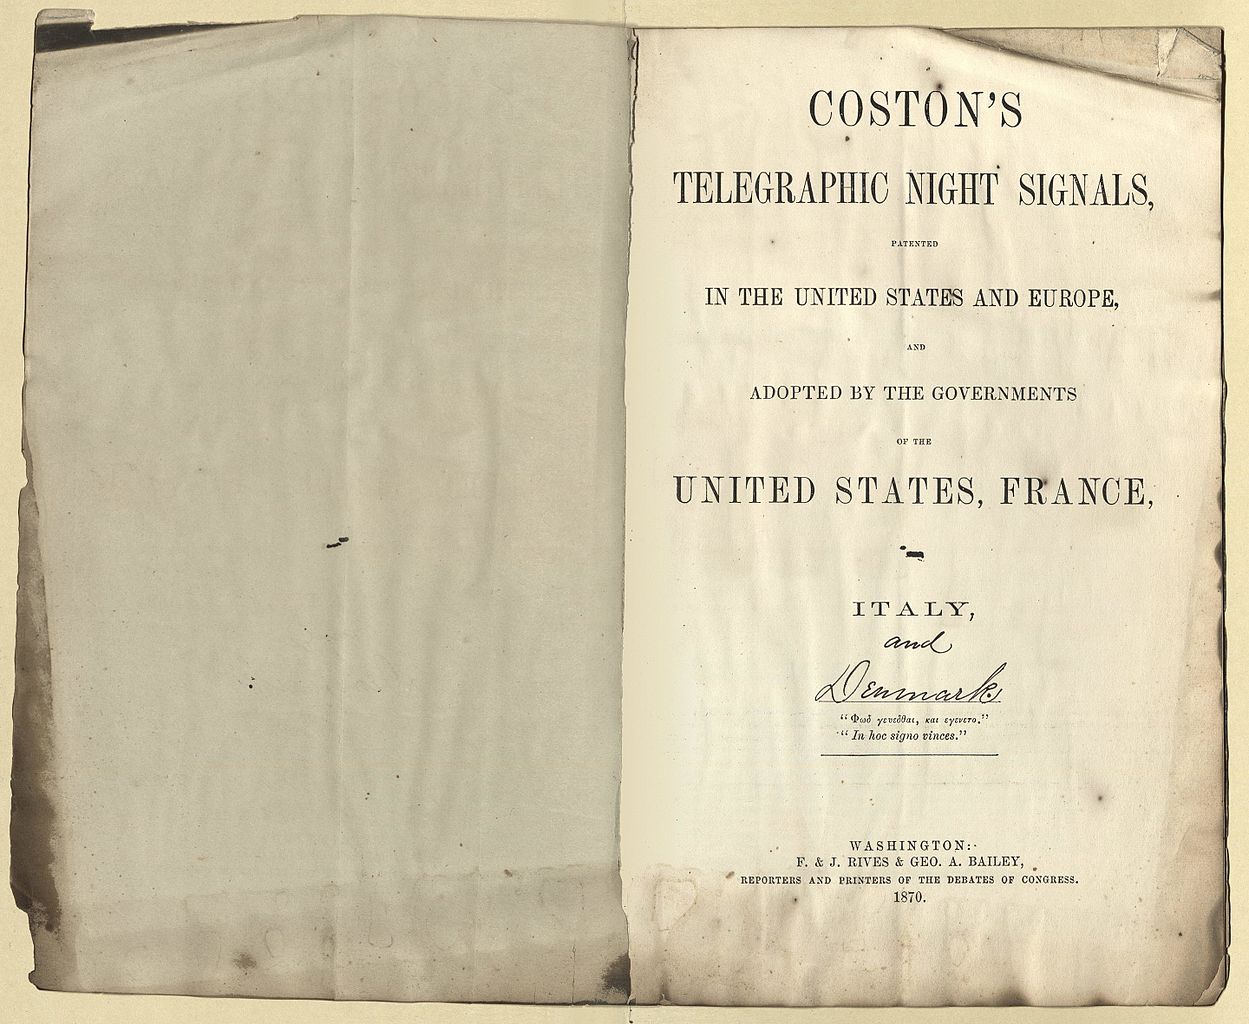 COSTON'S
TELEGRAPHIC NIGHT SIGNALS,
PATENTED
IN THE UNITED STATES AND EUROPE,
AND
ADOPTED BY THE GOVERNMENTS
OF THE
UNITED STATES, FRANCE,
ITALY,
and
Denmark
“Φωδ γενεδθαι, και εγενετο.”
“In hoc signo vinces.”
WASHINGTON:
F. & J. RIVES & GEO. A. BAILEY,
REPORTERS AND PRINTERS OF THE DEBATES OF CONGRESS.
1870.